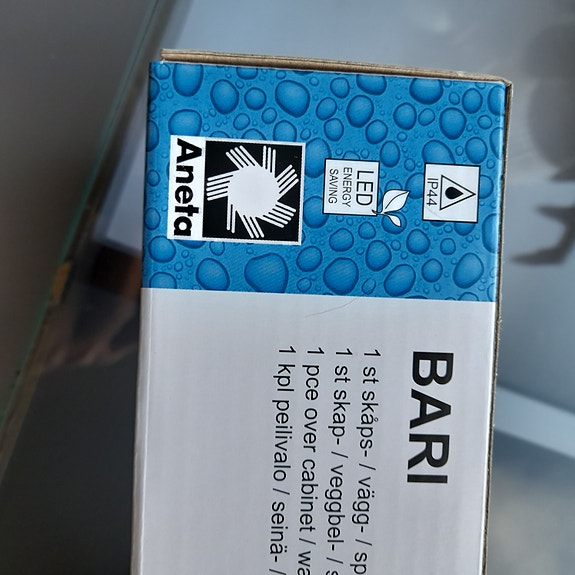 IP44
LED
ENERGY
SAVING
Aneta
BARI
1 st skåps- / vägg- / sp
1 st skap- / veggbel- /
1 pce over cabinet / wa
1 kpl peilivalo / seinä- /